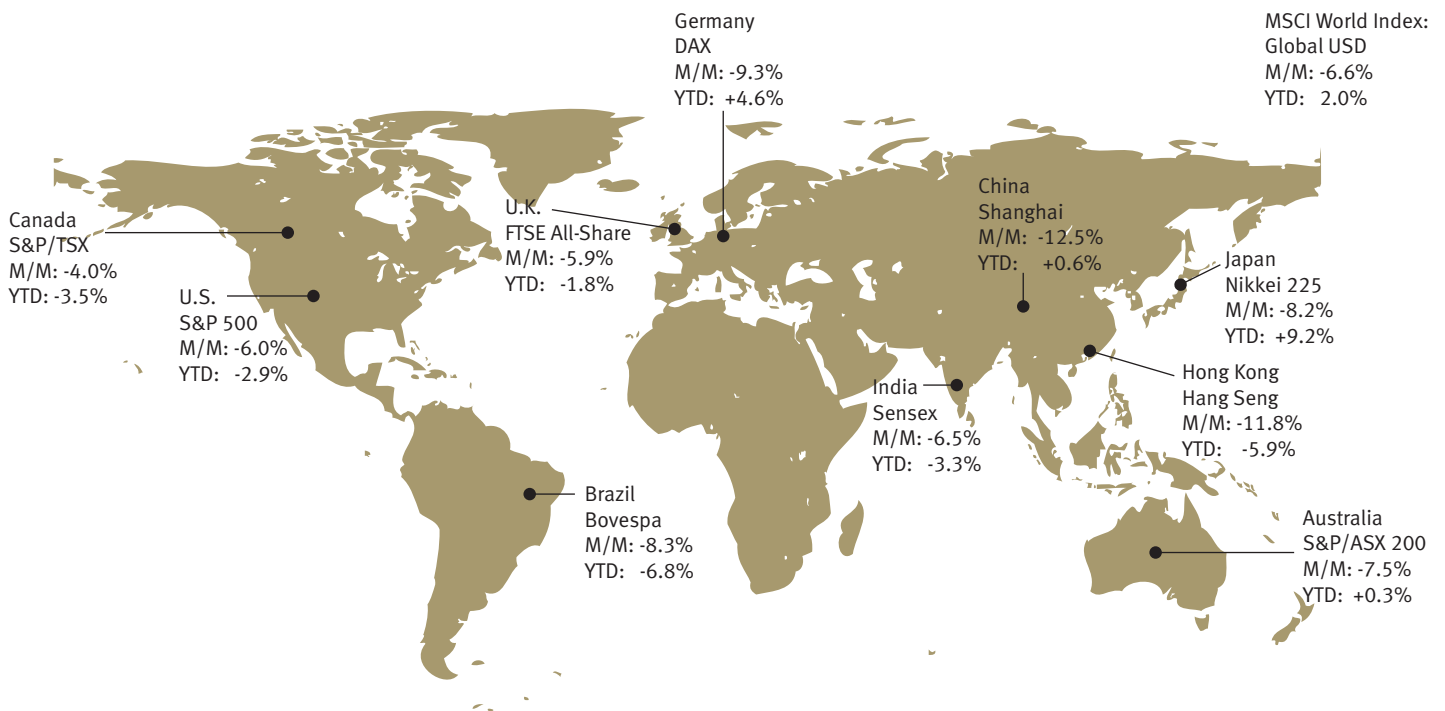 Germany
DAX
M/M: -9.3%
YTD: +4.6%
MSCI World Index:
Global USD
M/M: -6.6%
YTD: 2.0%
Canada
S&P/TSX
M/M: -4.0%
YTD: -3.5%
U.S.
S&P 500
M/M: -6.0%
YTD: -2.9%
U.K.
FTSE All-Share
M/M: -5.9%
YTD: -1.8%
China
Shanghai
M/M: -12.5%
YTD: +0.6%
Japan
Nikkei 225
M/M: -8.2%
YTD: +9.2%
Hong Kong
Hang Seng
M/M: -11.8%
YTD: -5.9%
India
Sensex
M/M: -6.5%
YTD: -3.3%
Brazil
Bovespa
M/M: -8.3%
YTD: -6.8%
Australia
S&P/ASX 200
M/M: -7.5%
YTD: +0.3%